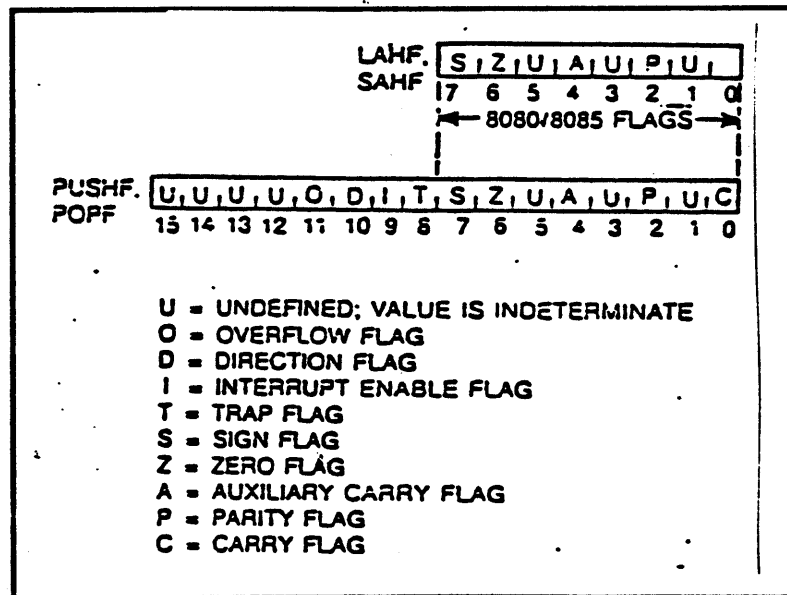 LAHF,
SAHF
S Z U A U P U
7 6 5 4 3 2 1 0
8080/8085 FLAGS
PUSHF,
POPF
U U U U O D I T S Z U A U P U C
15 14 13 12 11 10 9 8 7 6 5 4 3 2 1 0
U = UNDEFINED; VALUE IS INDETERMINATE
O = OVERFLOW FLAG
D = DIRECTION FLAG
I = INTERRUPT ENABLE FLAG
T = TRAP FLAG
S = SIGN FLAG
Z = ZERO FLAG
A = AUXILIARY CARRY FLAG
P = PARITY FLAG
C = CARRY FLAG